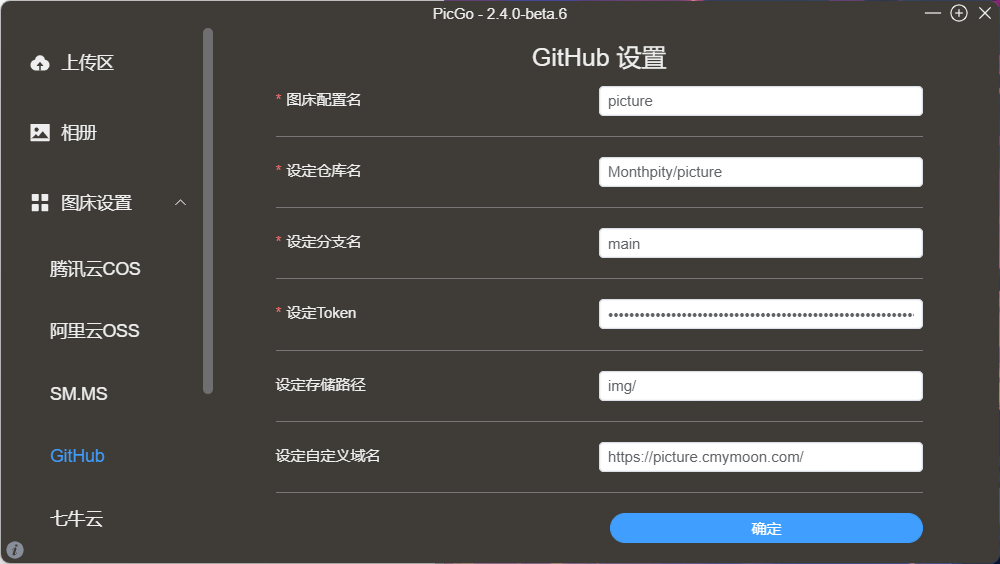 PicGo - 2.4.0-beta.6
上传区
相册
图床设置
腾讯云COS
阿里云OSS
SM.MS
GitHub
七牛云
GitHub 设置
* 图床配置名
picture
* 设定仓库名
Monthpity/picture
* 设定分支名
main
* 设定Token
设定存储路径
img/
设定自定义域名
https://picture.cmymoon.com/
确定